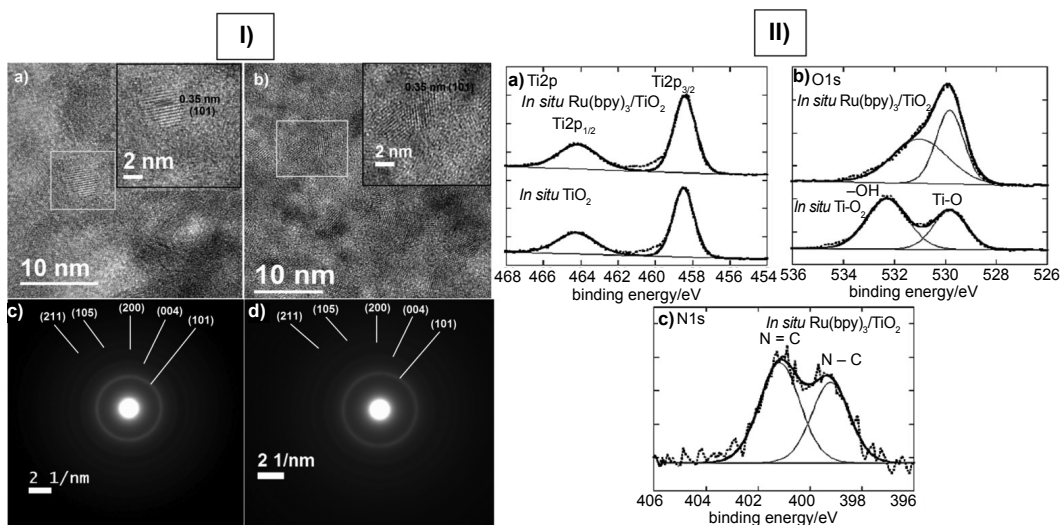 I)
II)
a)
0.35 nm
(101)
2 nm
10 nm
b)
0.35 nm (101)
2 nm
10 nm
c)
(211)
(105)
(200)
(004)
(101)
2 1/nm
d)
(211)
(105)
(200)
(004)
(101)
2 1/nm
a) Ti2p
Ti2p3/2
In situ Ru(bpy)3/TiO2
Ti2p1/2
In situ TiO2
468 466 464 462 460 458 456 454
binding energy/eV
b) O1s
In situ Ru(bpy)3/TiO2
–OH
Ti-O
In situ Ti-O2
536 534 532 530 528 526
binding energy/eV
c) N1s
In situ Ru(bpy)3/TiO2
N = C
N – C
406 404 402 400 398 396
binding energy/eV